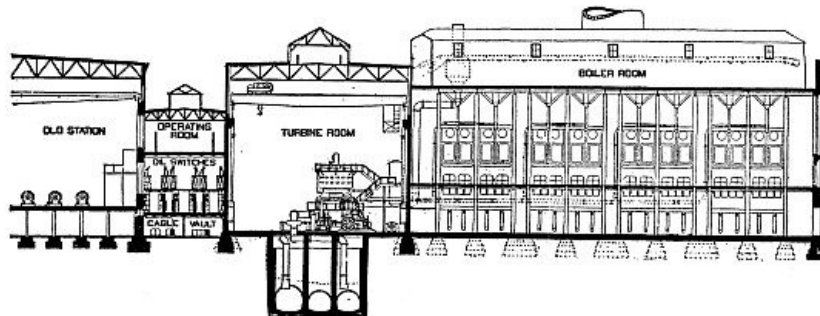 OLD STATION
OPERATING
ROOM
OIL SWITCHES
CABLE VAULT
TURBINE ROOM
BOILER ROOM